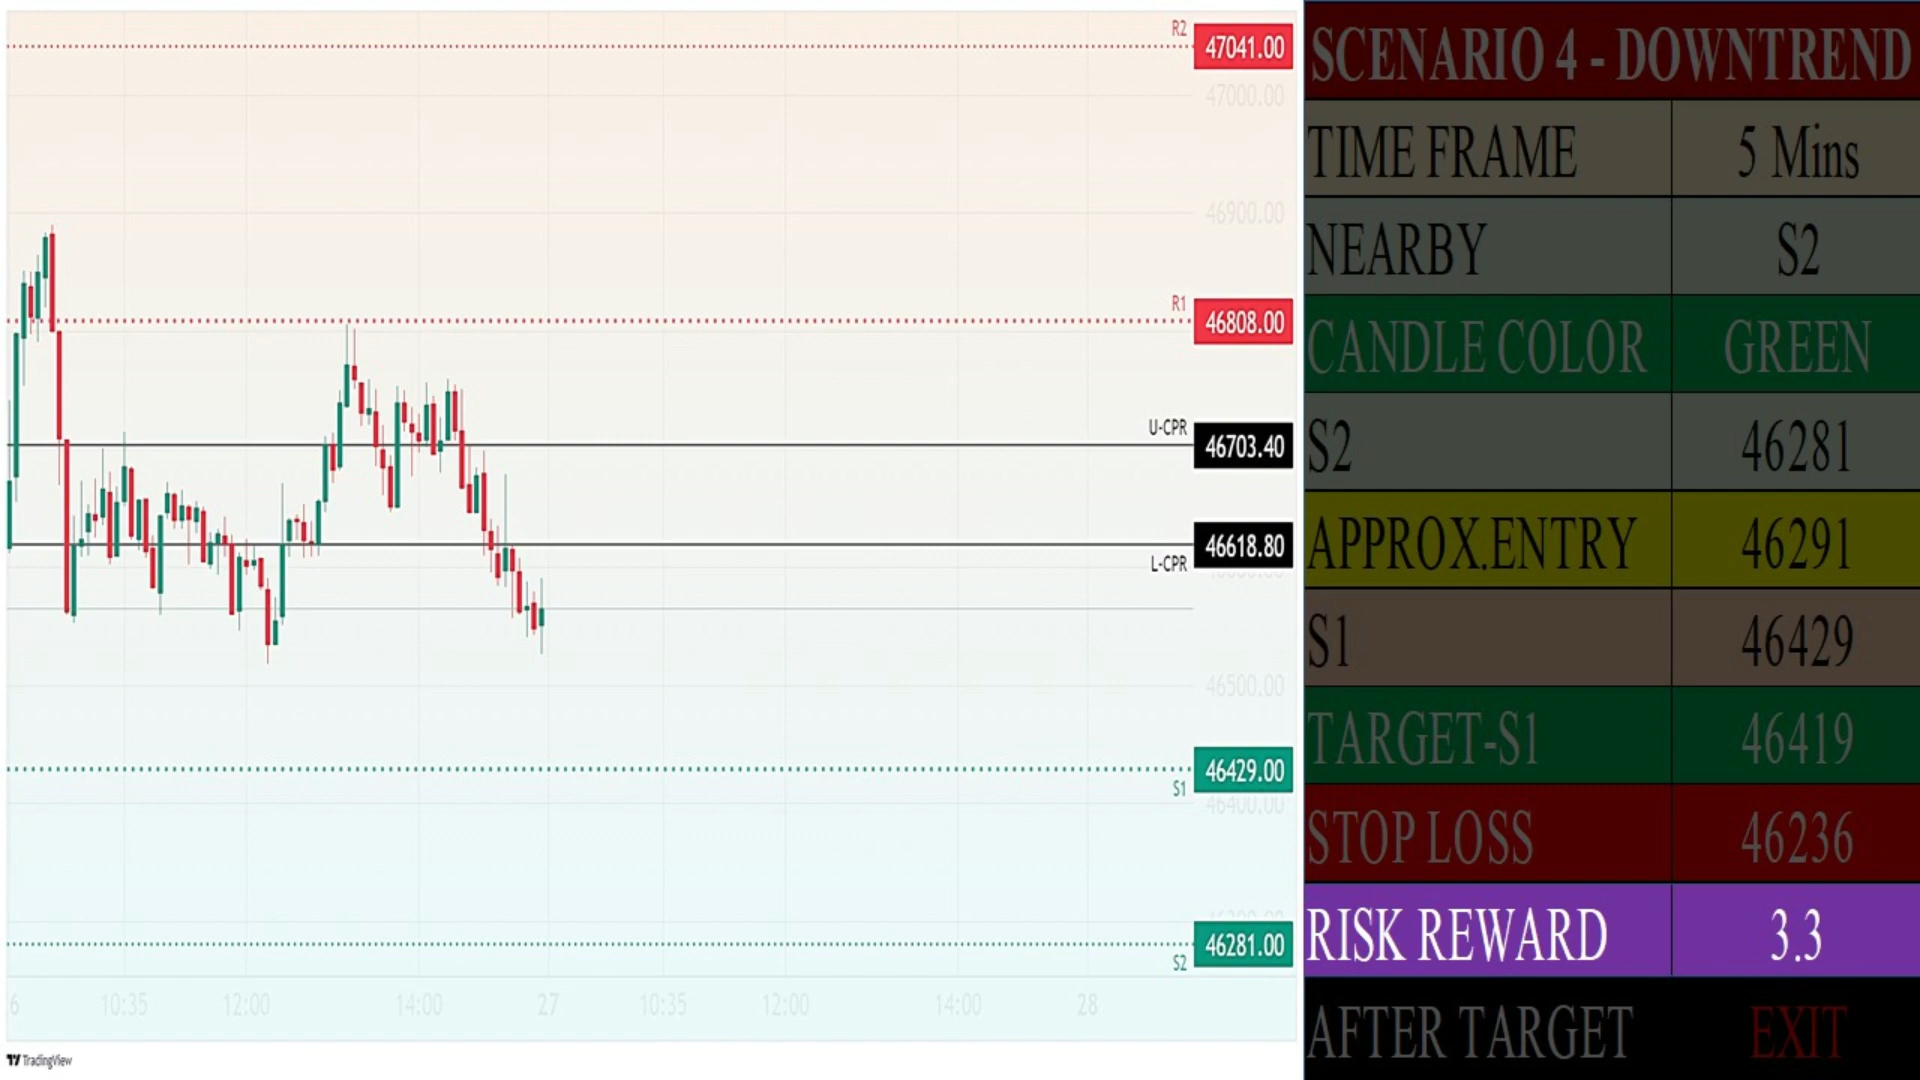 R2
47041.00
47000.00
46900.00
R1
46808.00
U-CPR
46703.40
46618.80
L-CPR
46500.00
46429.00
S1
46400.00
46281.00
S2
6 10:35 12:00 14:00 27 10:35 12:00 14:00 28
TradingView
SCENARIO 4 - DOWNTREND
TIME FRAME 5 Mins
NEARBY S2
CANDLE COLOR GREEN
S2 46281
APPROX.ENTRY 46291
S1 46429
TARGET-S1 46419
STOP LOSS 46236
RISK REWARD 3.3
AFTER TARGET EXIT